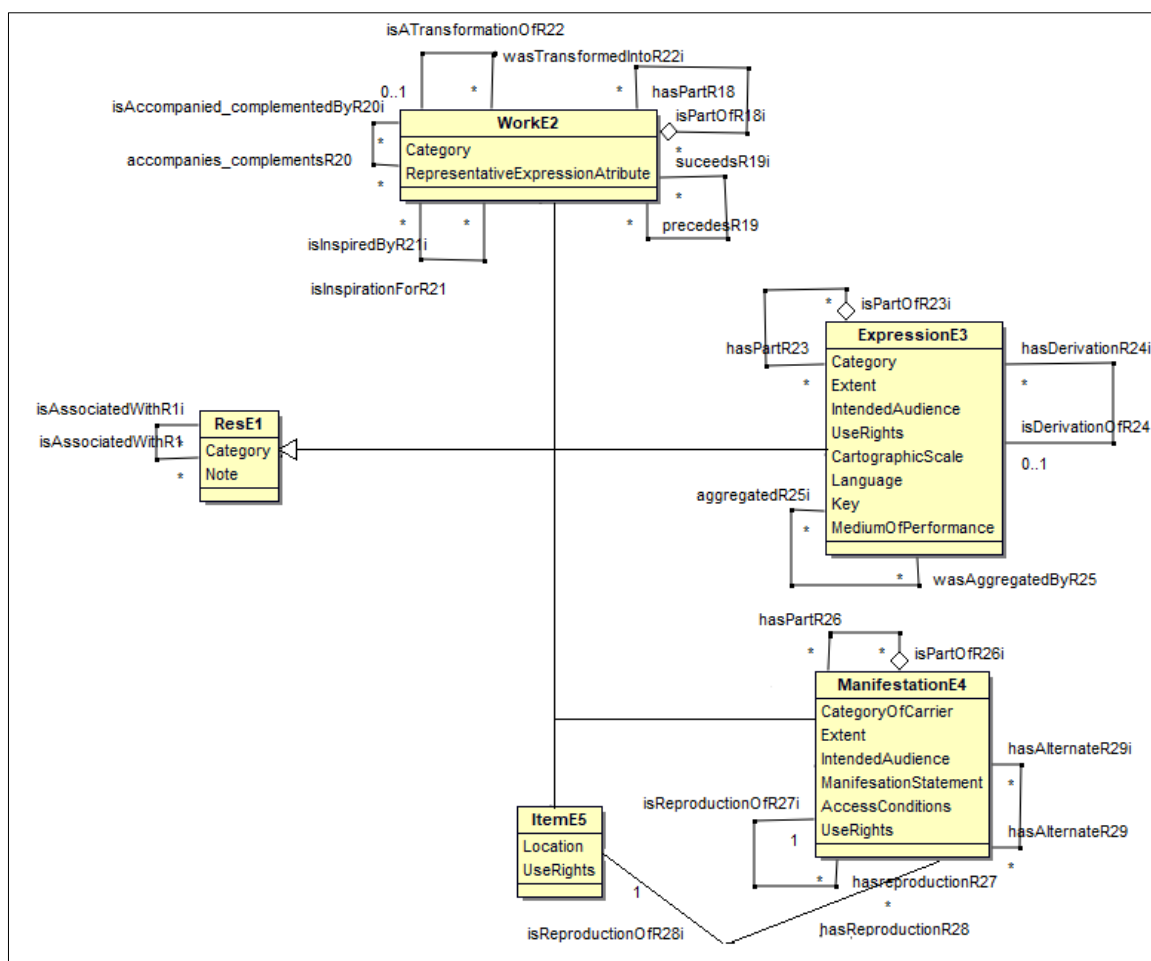 isATransformationOfR22
wasTransformedIntoR22i
0..1
*
*
hasPartR18
isAccompanied_complementedByR20i
WorkE2
isPartOfR18i
*
*
Category
accompanies_complementsR20
RepresentativeExpressionAtribute
suceedsR19i
*
*
*
*
*
precedesR19
isInspiredByR21i
isInspirationForR21
*
isPartOfR23i
ExpressionE3
hasPartR23
hasDerivationR24i
Category
*
*
Extent
IntendedAudience
UseRights
isDerivationOfR24
CartographicScale
0..1
Language
aggregatedR25i
Key
*
MediumOfPerformance
*
wasAggregatedByR25
isAssociatedWithR1i
ResE1
isAssociatedWithR1
*
Category
*
Note
hasPartR26
*
*
isPartOfR26i
ManifestationE4
CategoryOfCarrier
Extent
hasAlternateR29i
IntendedAudience
*
ManifesationStatement
isReproductionOfR27i
AccessConditions
1
UseRights
hasAlternateR29
*
*
hasreproductionR27
ItemE5
Location
UseRights
1
*
isReproductionOfR28i
hasReproductionR28